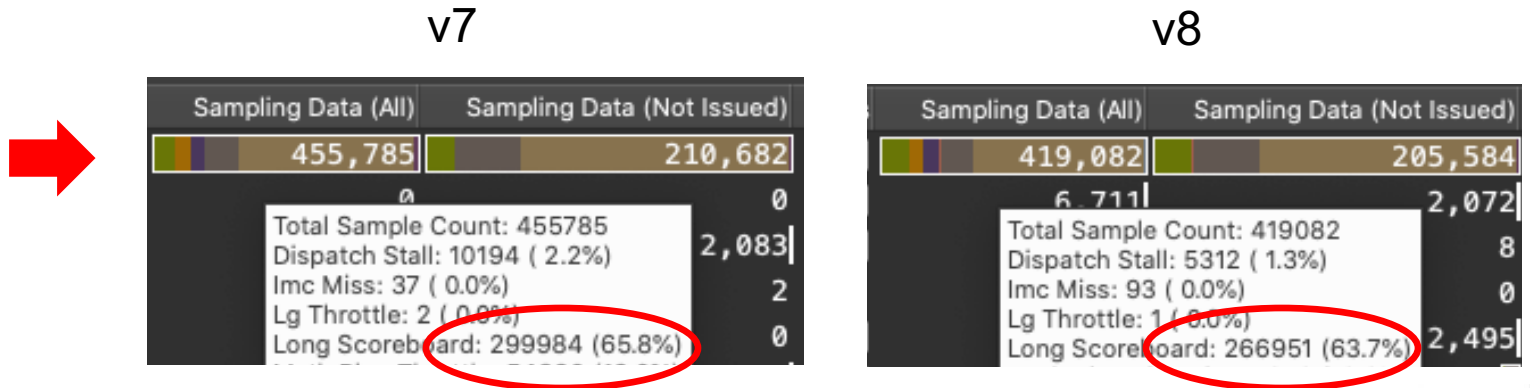 v7
v8
Sampling Data (All) Sampling Data (Not Issued)
455,785 210,682
0 0
Total Sample Count: 455785
Dispatch Stall: 10194 ( 2.2%)
2,083
Imc Miss: 37 ( 0.0%)
2
Lg Throttle: 2 ( 0.0%)
Long Scoreboard: 299984 (65.8%)
0
Sampling Data (All) Sampling Data (Not Issued)
419,082 205,584
6,711 2,072
Total Sample Count: 419082
Dispatch Stall: 5312 ( 1.3%)
8
Imc Miss: 93 ( 0.0%)
0
Lg Throttle: 1 ( 0.0%)
Long Scoreboard: 266951 (63.7%)
2,495